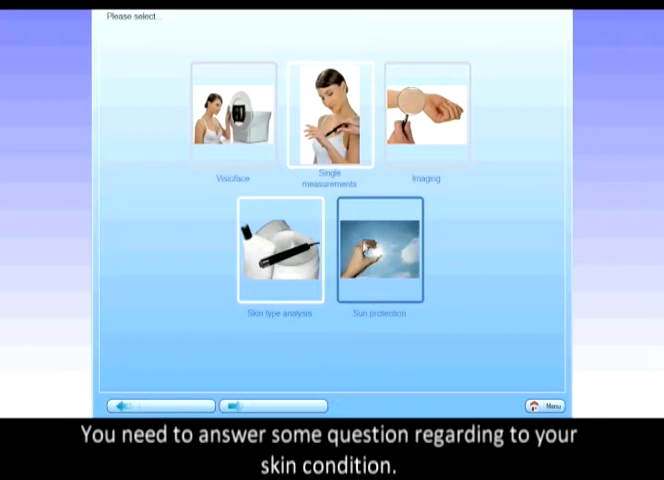 Please select...
Visioface
Single
measurements
Imaging
Skin type analysis
Sun protection
Menu
You need to answer some question regarding to your
skin condition.